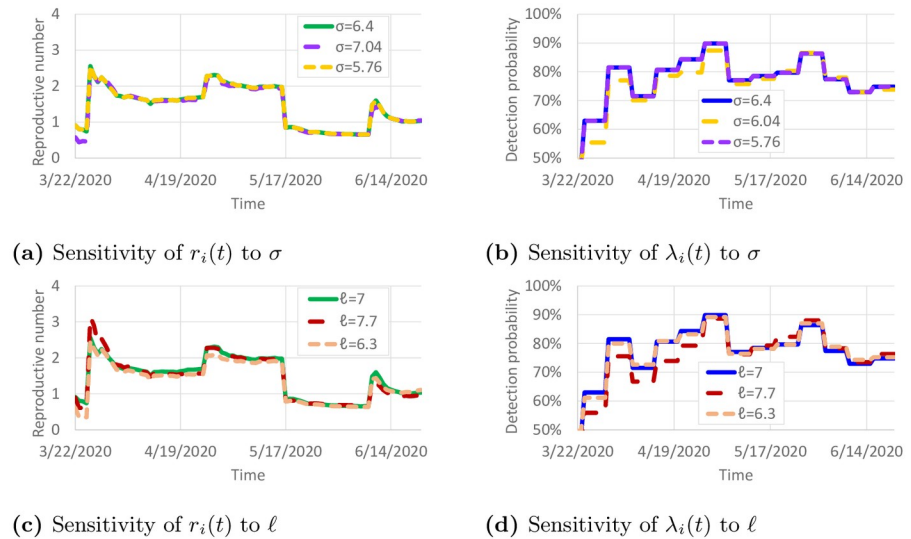 4
3
2
1
0
Reproductive number
σ=6.4
σ=7.04
σ=5.76
3/22/2020
4/19/2020
5/17/2020
6/14/2020
Time
(a) Sensitivity of rᵢ(t) to σ
100%
90%
80%
70%
60%
50%
Detection probability
σ=6.4
σ=6.04
σ=5.76
3/22/2020
4/19/2020
5/17/2020
6/14/2020
Time
(b) Sensitivity of λᵢ(t) to σ
4
3
2
1
0
Reproductive number
ℓ=7
ℓ=7.7
ℓ=6.3
3/22/2020
4/19/2020
5/17/2020
6/14/2020
Time
(c) Sensitivity of rᵢ(t) to ℓ
100%
90%
80%
70%
60%
50%
Detection probability
ℓ=7
ℓ=7.7
ℓ=6.3
3/22/2020
4/19/2020
5/17/2020
6/14/2020
Time
(d) Sensitivity of λᵢ(t) to ℓ